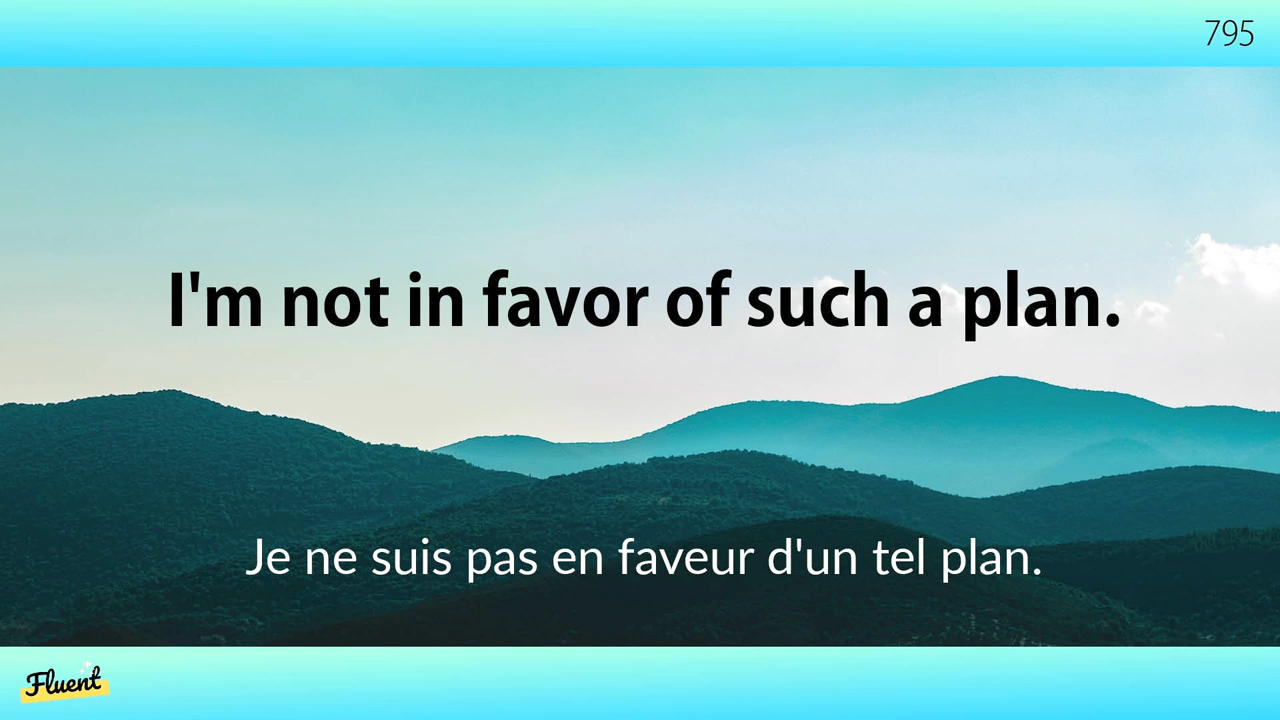 795
I'm not in favor of such a plan.
Je ne suis pas en faveur d'un tel plan.
Fluent